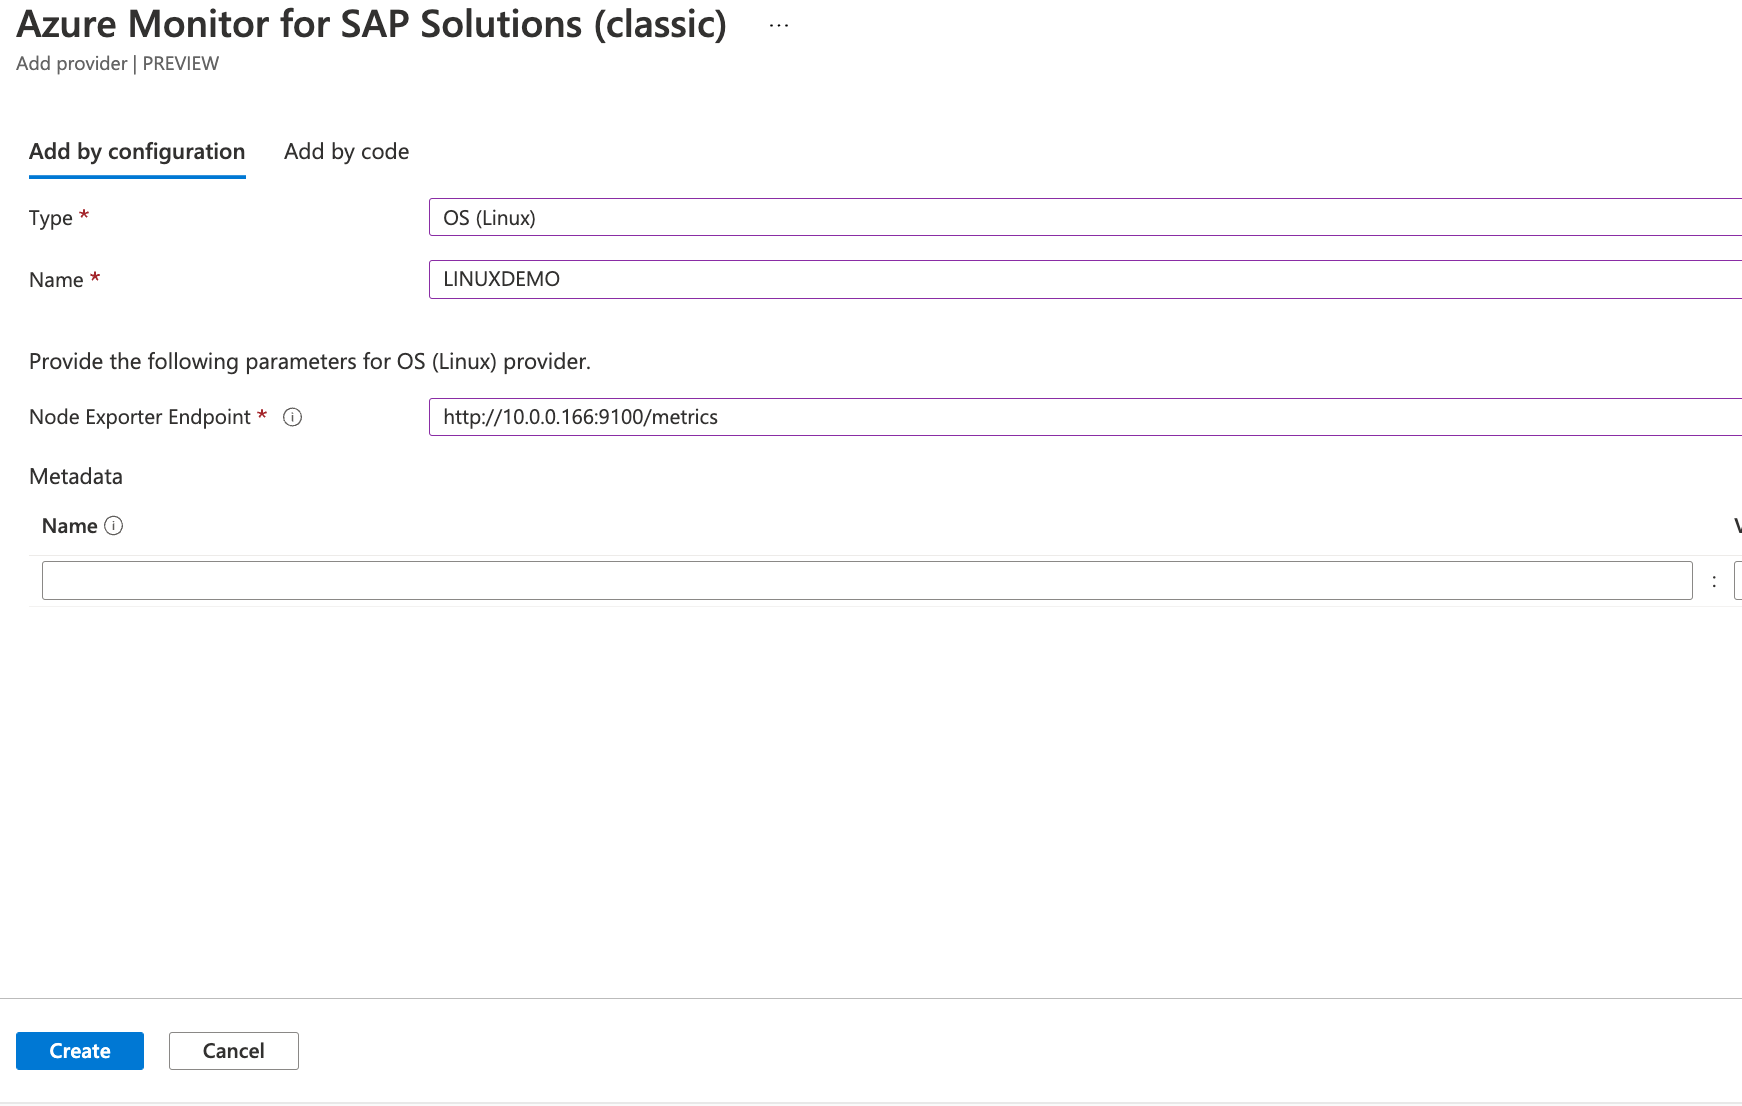 Azure Monitor for SAP Solutions (classic) ...
Add provider | PREVIEW
Add by configuration Add by code
Type * OS (Linux)
Name * LINUXDEMO
Provide the following parameters for OS (Linux) provider.
Node Exporter Endpoint * http://10.0.0.166:9100/metrics
Metadata
Name
:
Create Cancel